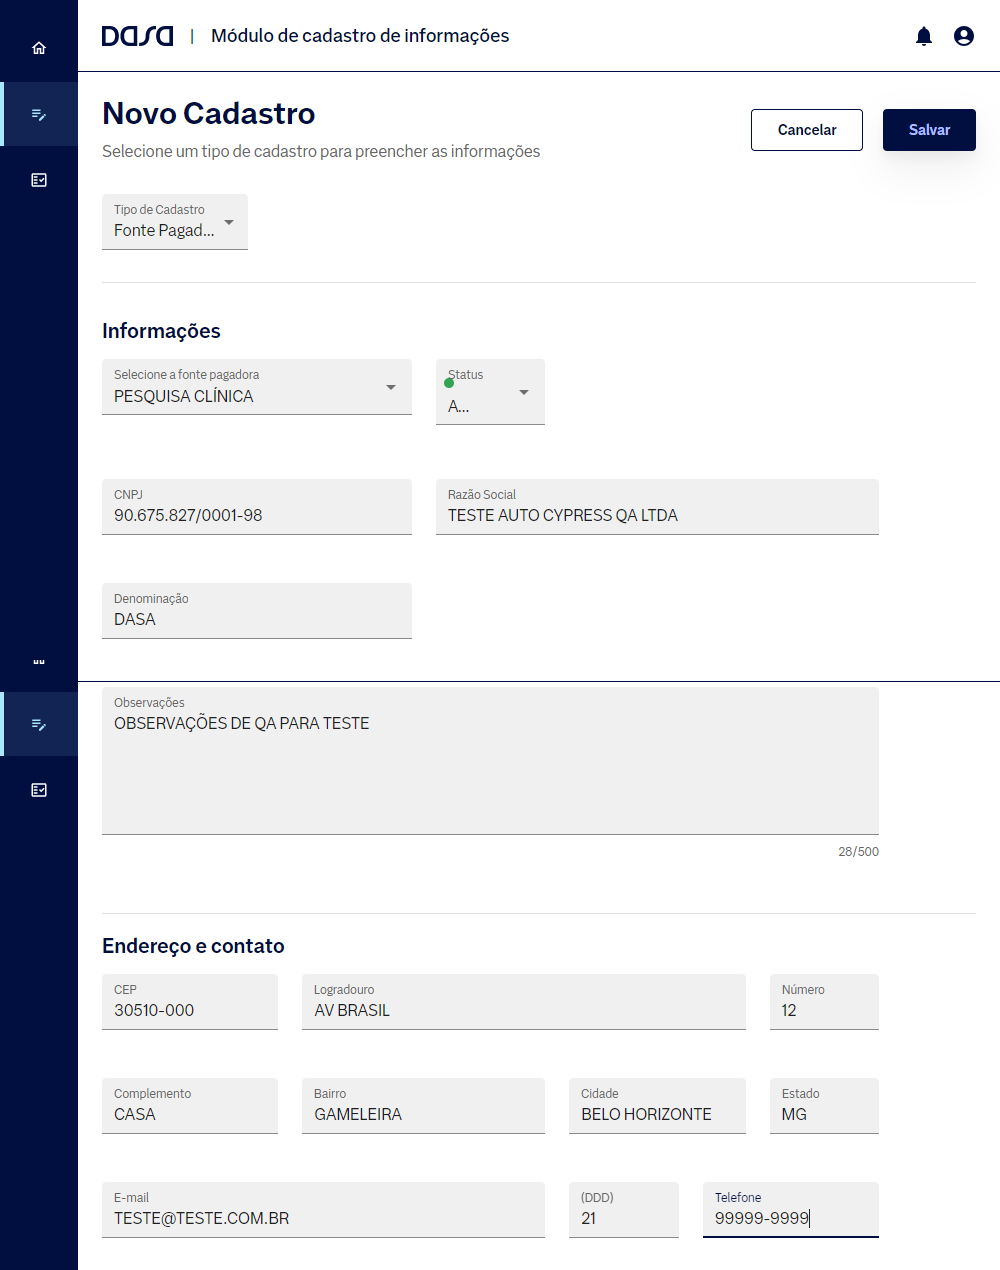 DASA | Módulo de cadastro de informações
Novo Cadastro
Selecione um tipo de cadastro para preencher as informações
Cancelar
Salvar
Tipo de Cadastro
Fonte Pagad...
Informações
Selecione a fonte pagadora
PESQUISA CLÍNICA
Status
A...
CNPJ
90.675.827/0001-98
Razão Social
TESTE AUTO CYPRESS QA LTDA
Denominação
DASA
Observações
OBSERVAÇÕES DE QA PARA TESTE
28/500
Endereço e contato
CEP
30510-000
Logradouro
AV BRASIL
Número
12
Complemento
CASA
Bairro
GAMELEIRA
Cidade
BELO HORIZONTE
Estado
MG
E-mail
TESTE@TESTE.COM.BR
(DDD)
21
Telefone
99999-9999